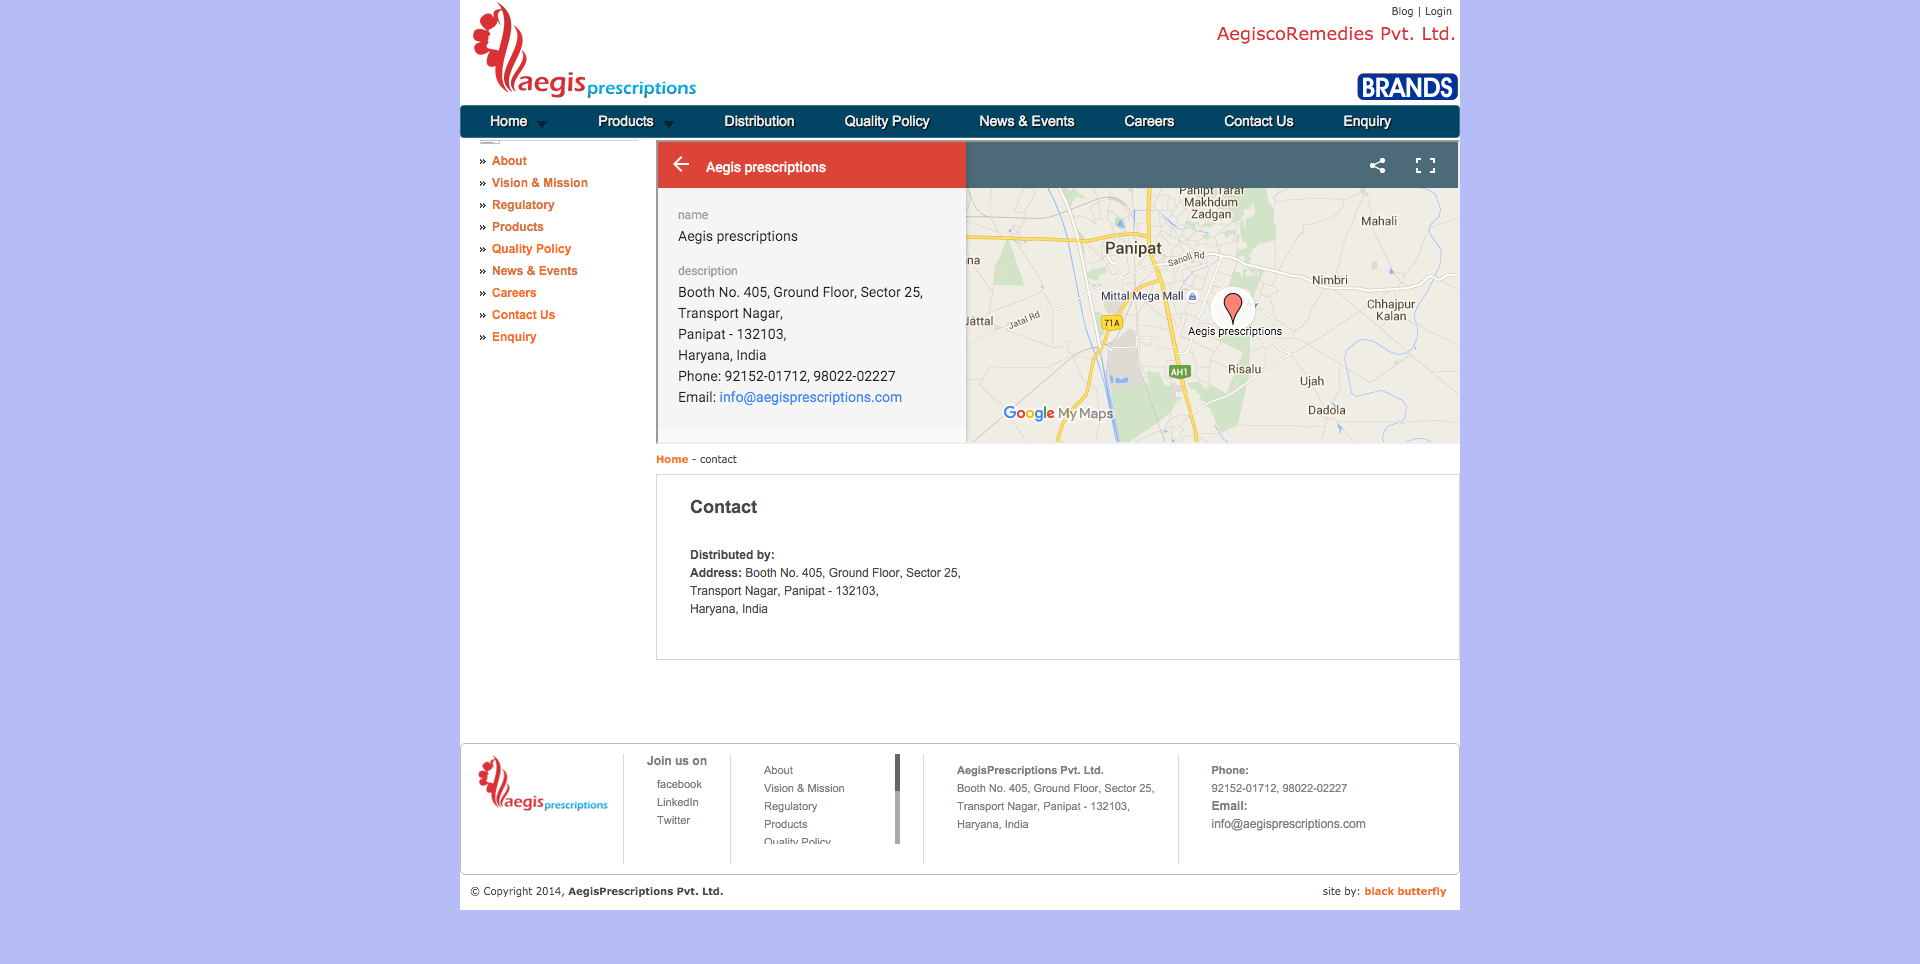 Blog | Login
AegiscoRemedies Pvt. Ltd.
aegis prescriptions
BRANDS
Home Products Distribution Quality Policy News & Events Careers Contact Us Enquiry
» About
» Vision & Mission
» Regulatory
» Products
» Quality Policy
» News & Events
» Careers
» Contact Us
» Enquiry
Aegis prescriptions
name
Aegis prescriptions
description
Booth No. 405, Ground Floor, Sector 25,
Transport Nagar,
Panipat - 132103,
Haryana, India
Phone: 92152-01712, 98022-02227
Email: info@aegisprescriptions.com
Panipt Taraf
Makhdum
Zadgan
Mahali
Panipat
Sanoli Rd
na
Nimbri
Mittal Mega Mall
Chhajpur
Kalan
Jattal
Jatal Rd
71A
Aegis prescriptions
AH1
Risalu
Ujah
Dadola
Google My Maps
Home - contact
Contact
Distributed by:
Address: Booth No. 405, Ground Floor, Sector 25,
Transport Nagar, Panipat - 132103,
Haryana, India
aegis prescriptions
Join us on
facebook
LinkedIn
Twitter
About
Vision & Mission
Regulatory
Products
Quality Policy
AegisPrescriptions Pvt. Ltd.
Booth No. 405, Ground Floor, Sector 25,
Transport Nagar, Panipat - 132103,
Haryana, India
Phone:
92152-01712, 98022-02227
Email:
info@aegisprescriptions.com
© Copyright 2014, AegisPrescriptions Pvt. Ltd.
site by: black butterfly